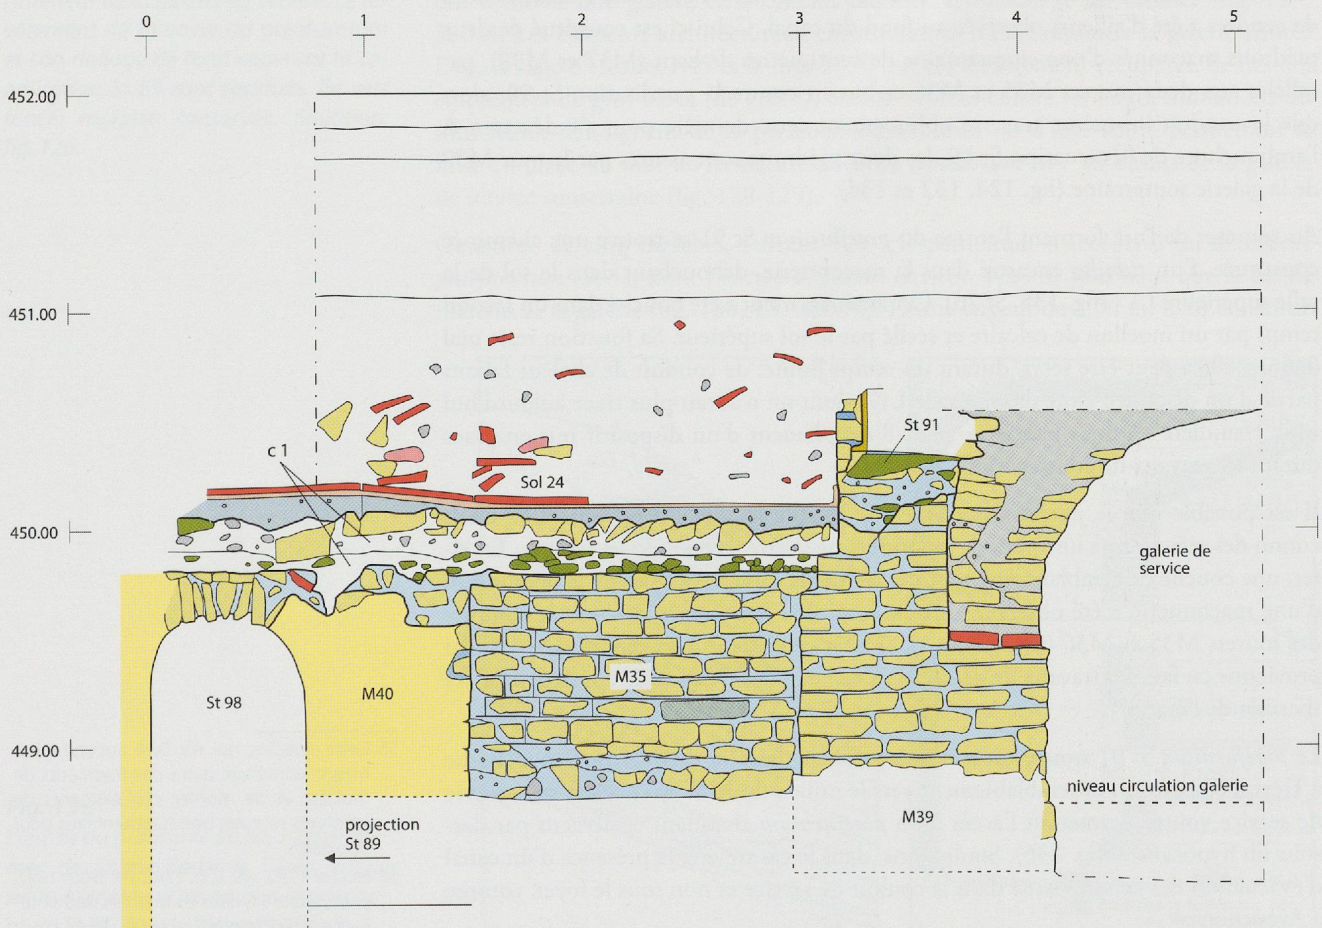 0 1 2 3 4 5
452.00
451.00
c 1
St 91
Sol 24
450.00
galerie de
service
M35
M40
St 98
449.00
niveau circulation galerie
M39
projection
St 89